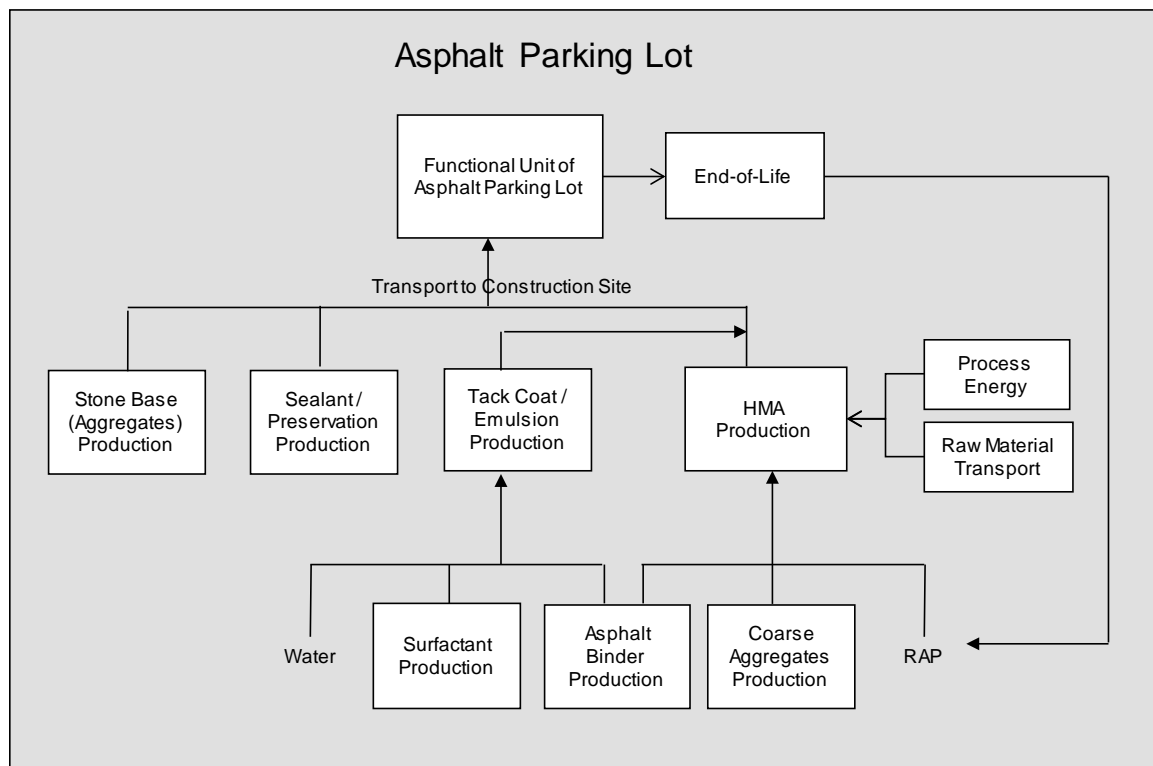 Asphalt Parking Lot
Functional Unit of
Asphalt Parking Lot
End-of-Life
Transport to Construction Site
Stone Base
(Aggregates)
Production
Sealant /
Preservation
Production
Tack Coat /
Emulsion
Production
HMA
Production
Process
Energy
Raw Material
Transport
Water
Surfactant
Production
Asphalt
Binder
Production
Coarse
Aggregates
Production
RAP